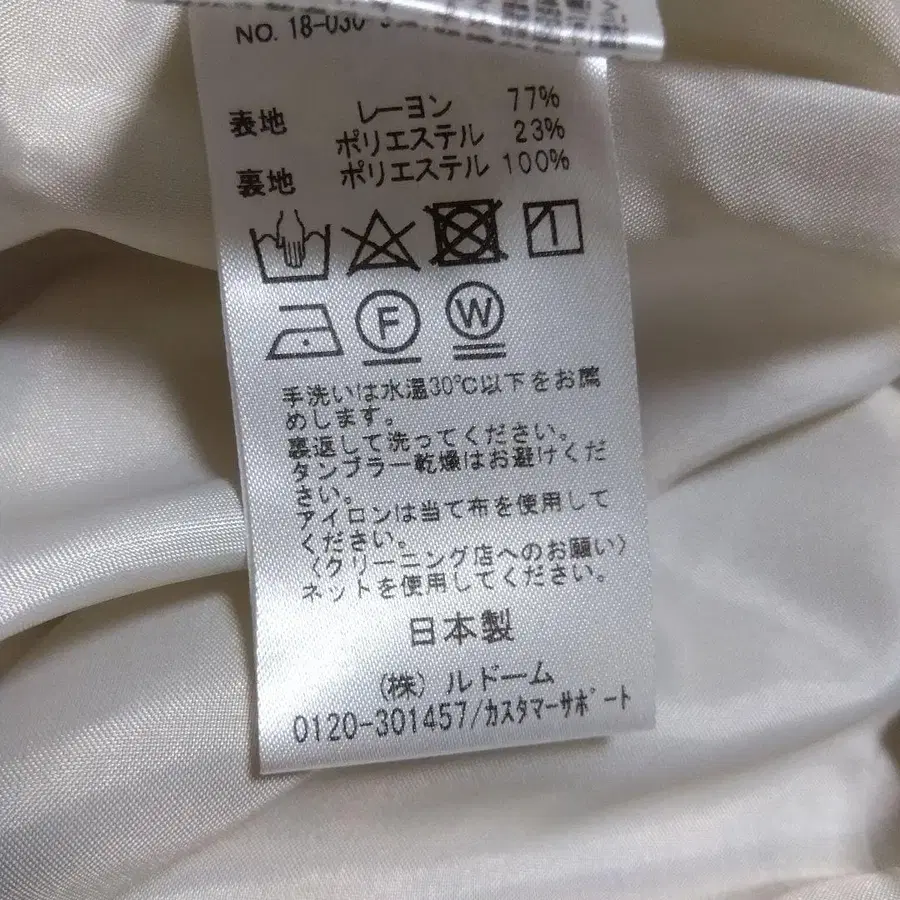 NO. 18-030
表地 レーヨン 77%
ポリエステル 23%
裏地 ポリエステル 100%
F W
手洗いは水温30℃以下をお薦
めします。
裏返して洗ってください。
タンブラー乾燥はお避けくだ
さい。
アイロンは当て布を使用して
ください。
〈クリーニング店へのお願い〉
ネットを使用してください。
日本製
(株) ルドーム
0120-301457/カスタマーサポート